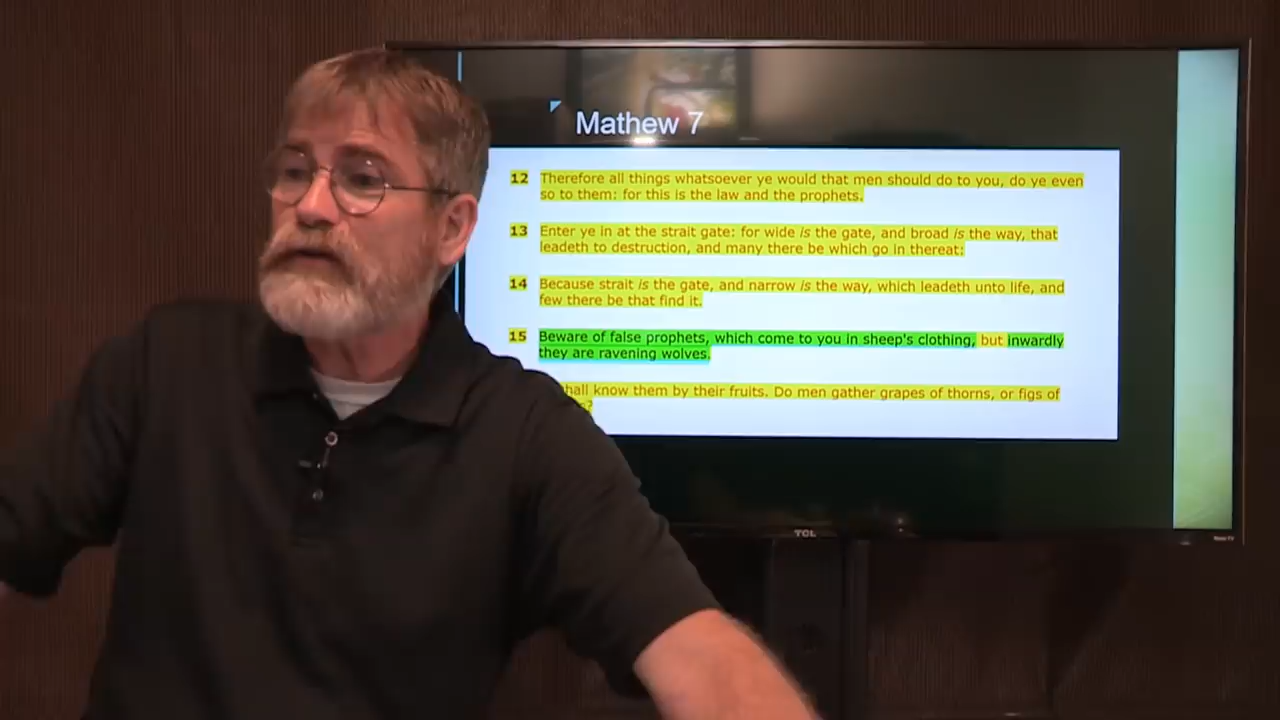 Mathew 7
12 Therefore all things whatsoever ye would that men should do to you, do ye even
so to them: for this is the law and the prophets.
13 Enter ye in at the strait gate: for wide is the gate, and broad is the way, that
leadeth to destruction, and many there be which go in thereat:
14 Because strait is the gate, and narrow is the way, which leadeth unto life, and
few there be that find it.
15 Beware of false prophets, which come to you in sheep's clothing, but inwardly
they are ravening wolves.
hall know them by their fruits. Do men gather grapes of thorns, or figs of
s?
TCL